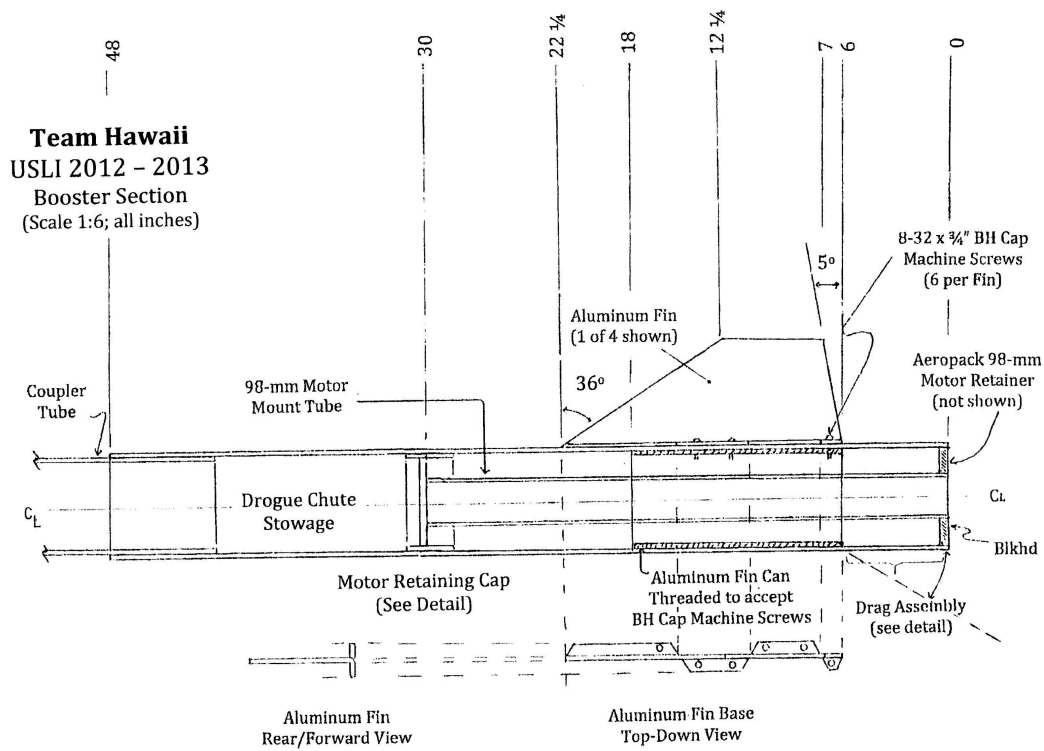 48
30
22 ¼
18
12 ¼
7
6
0
Team Hawaii
USLI 2012 – 2013
Booster Section
(Scale 1:6; all inches)
8-32 x ¾" BH Cap
Machine Screws
(6 per Fin)
5°
Aluminum Fin
(1 of 4 shown)
36°
Aeropack 98-mm
Motor Retainer
(not shown)
Coupler
Tube
98-mm Motor
Mount Tube
Drogue Chute
Stowage
CL
CL
Blkhd
Motor Retaining Cap
(See Detail)
Aluminum Fin Can
Threaded to accept
BH Cap Machine Screws
Drag Assembly
(see detail)
Aluminum Fin
Rear/Forward View
Aluminum Fin Base
Top-Down View